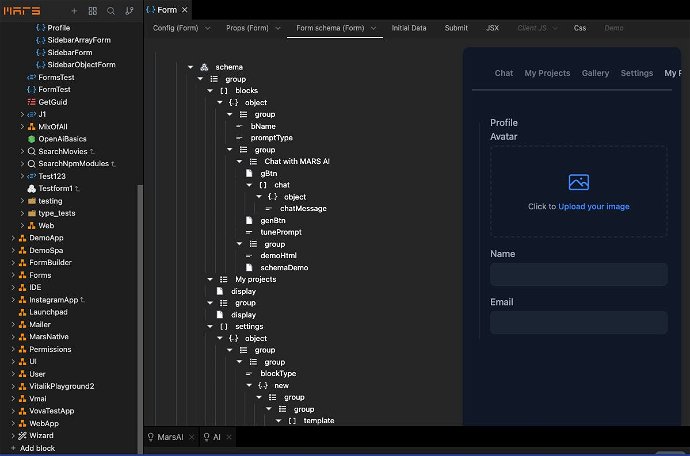 MARS
Profile
SidebarArrayForm
SidebarForm
SidebarObjectForm
FormsTest
FormTest
GetGuid
J1
MixOfAll
OpenAiBasics
SearchMovies
SearchNpmModules
Test123
Testform1
testing
type_tests
Web
DemoApp
DemoSpa
FormBuilder
Forms
IDE
InstagramApp
Launchpad
Mailer
MarsNative
Permissions
UI
User
VitalikPlayground2
Vmai
VovaTestApp
WebApp
Wizard
+ Add block
Form
Config (Form)
Props (Form)
Form schema (Form)
Initial Data
Submit
JSX
Client JS
Css
Demo
schema
group
blocks
object
group
bName
promptType
group
Chat with MARS AI
gBtn
chat
object
chatMessage
genBtn
tunePrompt
group
demoHtml
schemaDemo
My projects
display
group
display
settings
object
group
group
blockType
new
group
group
template
MarsAI
AI
Chat My Projects Gallery Settings My P
Profile
Avatar
Click to Upload your image
Name
Email